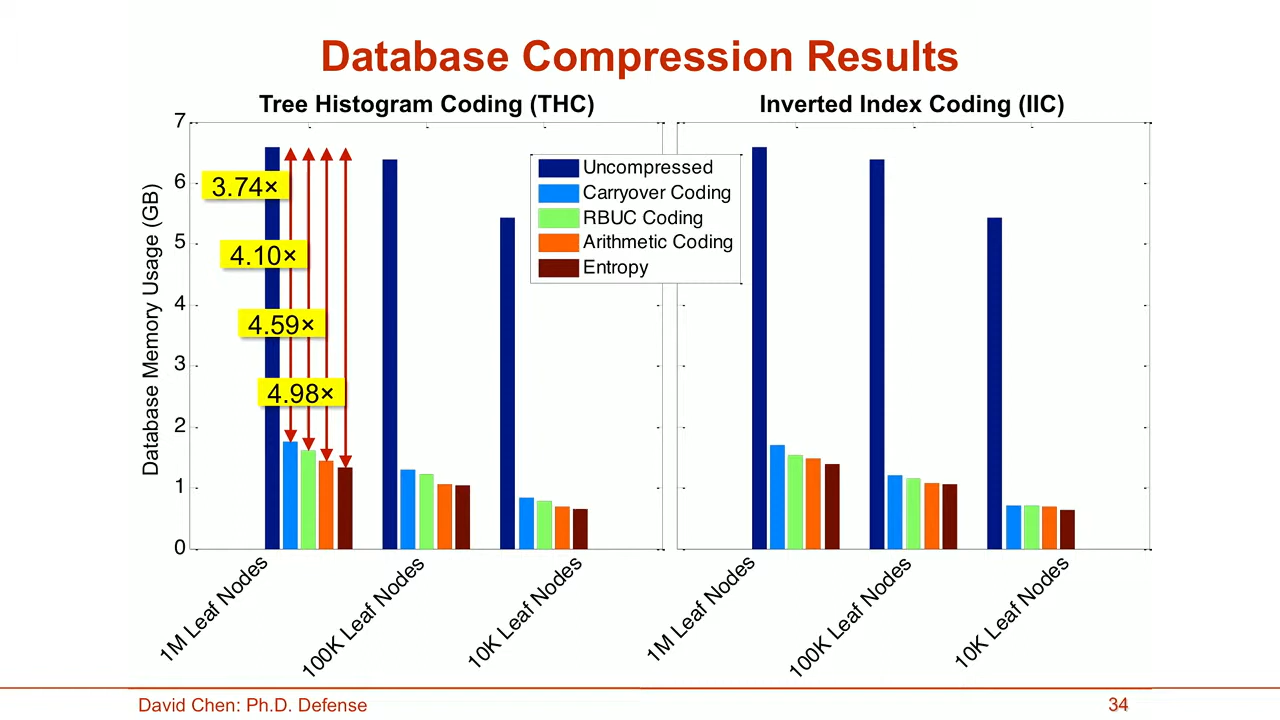 Database Compression Results
Tree Histogram Coding (THC)
Inverted Index Coding (IIC)
Database Memory Usage (GB)
7
6
5
4
3
2
1
0
3.74×
4.10×
4.59×
4.98×
Uncompressed
Carryover Coding
RBUC Coding
Arithmetic Coding
Entropy
1M Leaf Nodes
100K Leaf Nodes
10K Leaf Nodes
1M Leaf Nodes
100K Leaf Nodes
10K Leaf Nodes
David Chen: Ph.D. Defense
34